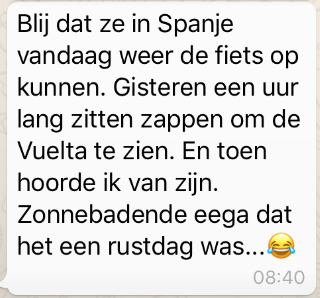 Blij dat ze in Spanje
vandaag weer de fiets op
kunnen. Gisteren een uur
lang zitten zappen om de
Vuelta te zien. En toen
hoorde ik van zijn.
Zonnebadende eega dat
het een rustdag was...😂
08:40